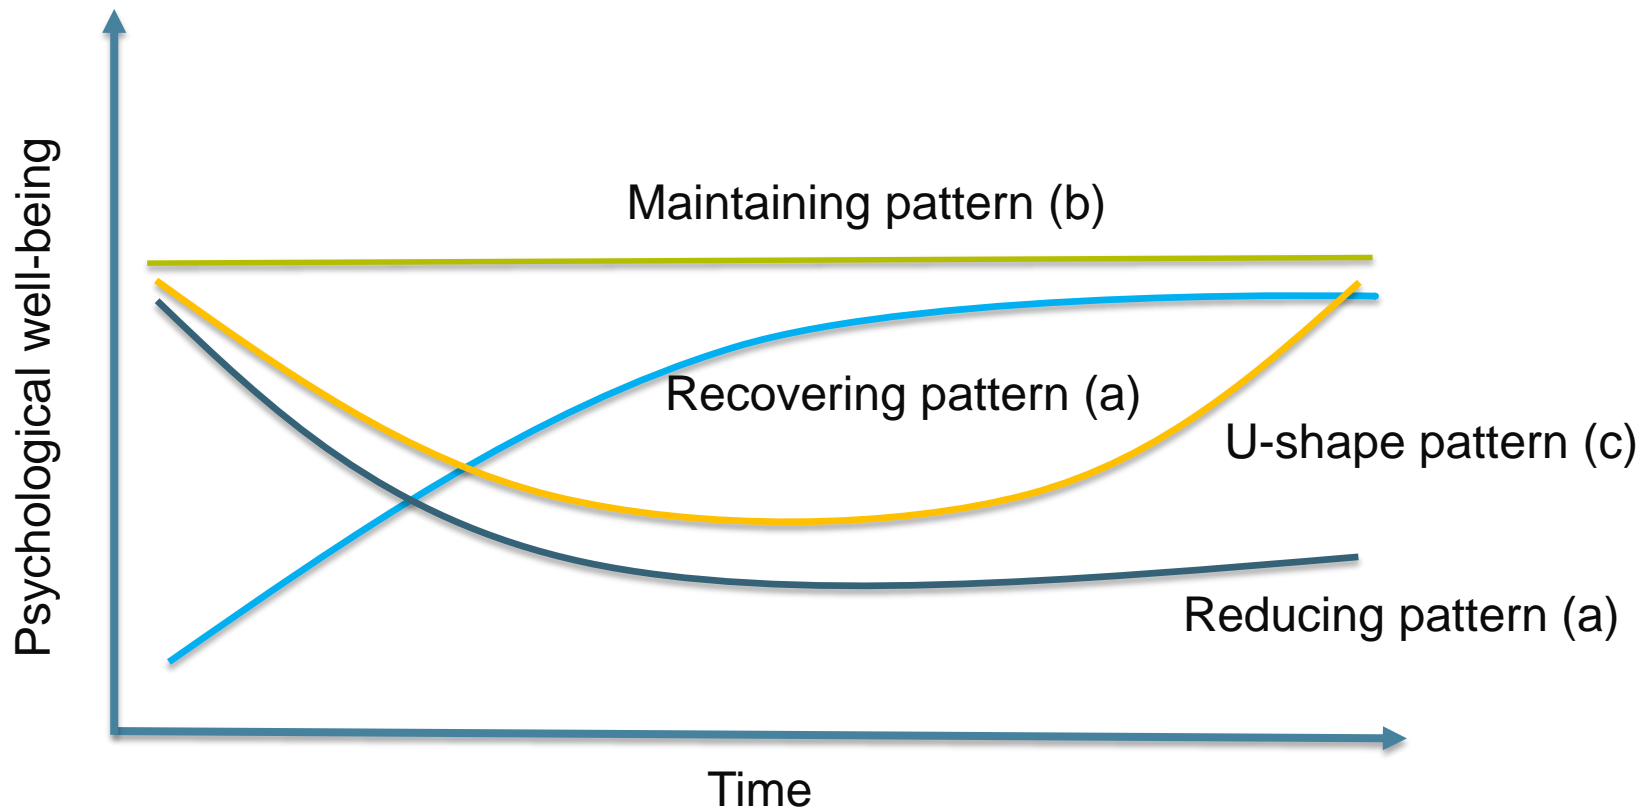 Psychological well-being
Maintaining pattern (b)
Recovering pattern (a)
U-shape pattern (c)
Reducing pattern (a)
Time